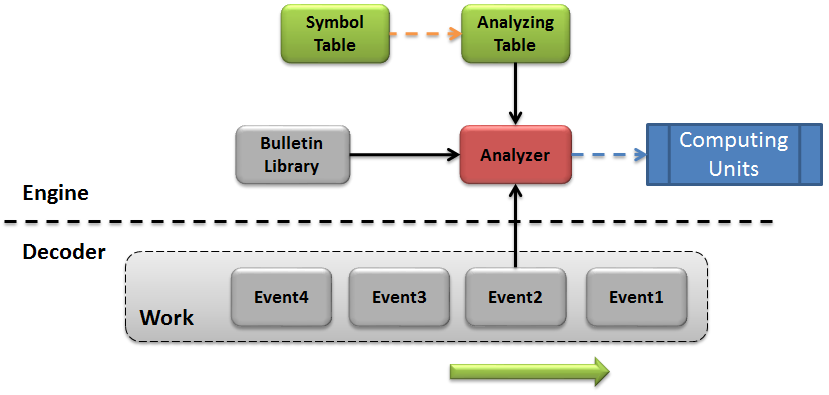 Symbol
Table
Analyzing
Table
Bulletin
Library
Analyzer
Computing
Units
Engine
Decoder
Work
Event4
Event3
Event2
Event1